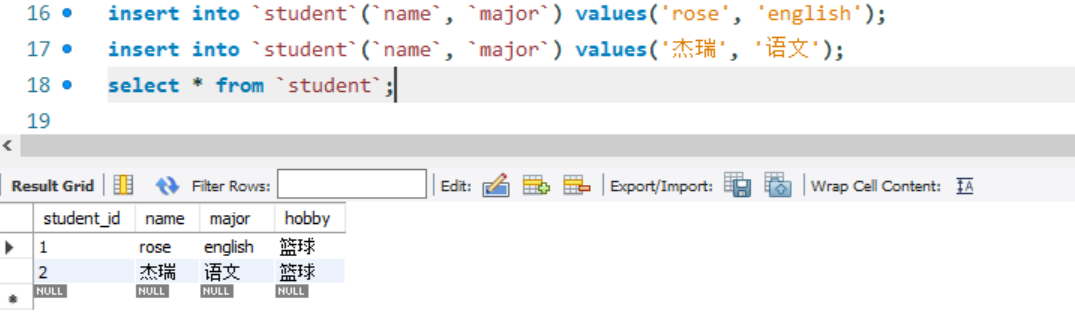 16 insert into `student`(`name`, `major`) values('rose', 'english');
17 insert into `student`(`name`, `major`) values('杰瑞', '语文');
18 select * from `student`;
19
Result Grid Filter Rows: Edit: Export/Import: Wrap Cell Content: IA
student_id name major hobby
1 rose english 篮球
2 杰瑞 语文 篮球
NULL NULL NULL NULL